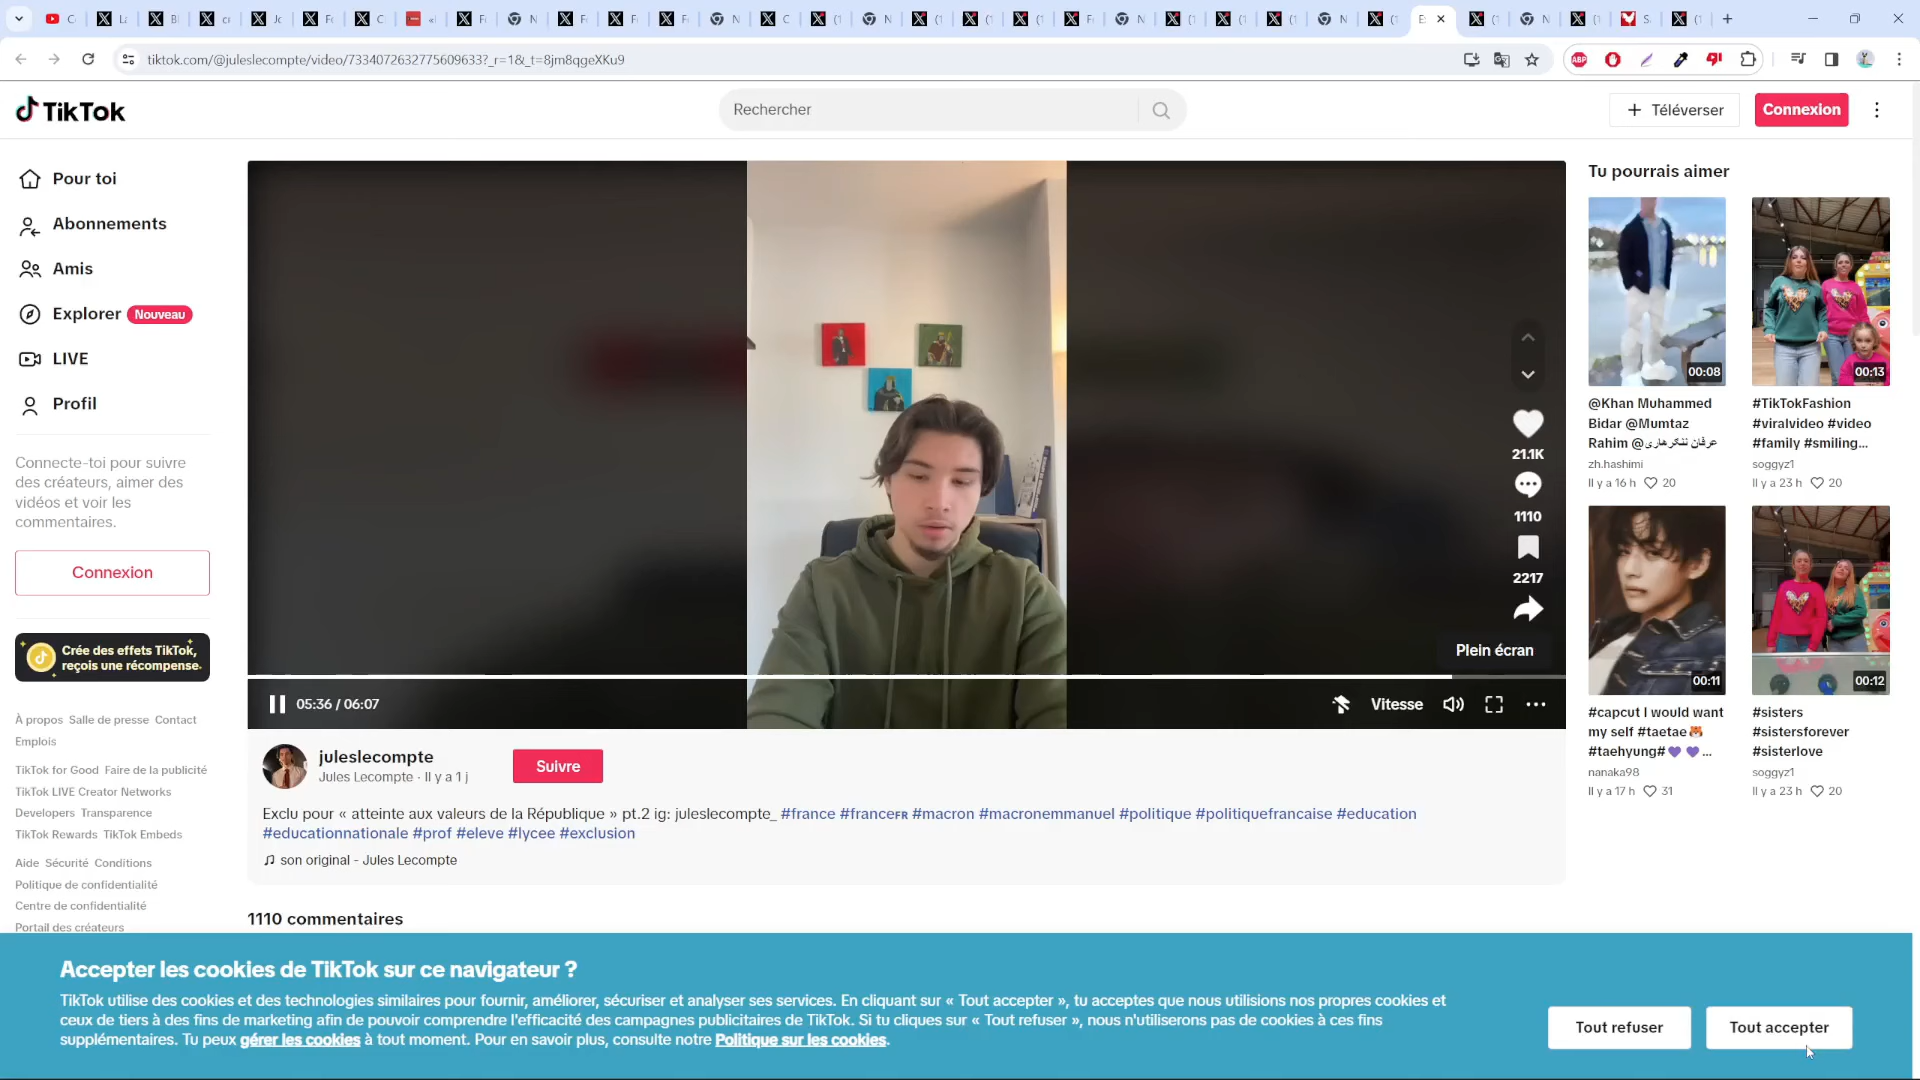 tiktok.com/@juleslecompte/video/7334072632775609633?_r=1&_t=8jm8qgeXKu9
ABP
TikTok
Rechercher
Téléverser
Connexion
Pour toi
Abonnements
Amis
Explorer Nouveau
LIVE
Profil
Connecte-toi pour suivre
des créateurs, aimer des
vidéos et voir les
commentaires.
Connexion
Crée des effets TikTok,
reçois une récompense.
À propos Salle de presse Contact
Emplois
TikTok for Good Faire de la publicité
TikTok LIVE Creator Networks
Developers Transparence
TikTok Rewards TikTok Embeds
Aide Sécurité Conditions
Politique de confidentialité
Centre de confidentialité
Portail des créateurs
21.1K
1110
2217
Plein écran
05:36 / 06:07
Vitesse
juleslecompte
Jules Lecompte · Il y a 1 j
Suivre
Exclu pour « atteinte aux valeurs de la République » pt.2 ig: juleslecompte_ #france #franceFR #macron #macronemmanuel #politique #politiquefrancaise #education
#educationnationale #prof #eleve #lycee #exclusion
son original - Jules Lecompte
1110 commentaires
Tu pourrais aimer
00:08
@Khan Muhammed
Bidar @Mumtaz
Rahim @
zh.hashimi
Il y a 16 h 20
00:13
#TikTokFashion
#viralvideo #video
#family #smiling...
soggyz1
Il y a 23 h 20
00:11
#capcut I would want
my self #taetae🐯
#taehyung#💜💜...
nanaka98
Il y a 17 h 31
00:12
#sisters
#sistersforever
#sisterlove
soggyz1
Il y a 23 h 20
Accepter les cookies de TikTok sur ce navigateur ?
TikTok utilise des cookies et des technologies similaires pour fournir, améliorer, sécuriser et analyser ses services. En cliquant sur « Tout accepter », tu acceptes que nous utilisions nos propres cookies et
ceux de tiers à des fins de marketing afin de pouvoir comprendre l'efficacité des campagnes publicitaires de TikTok. Si tu cliques sur « Tout refuser », nous n'utiliserons pas de cookies à ces fins
supplémentaires. Tu peux gérer les cookies à tout moment. Pour en savoir plus, consulte notre Politique sur les cookies.
Tout refuser
Tout accepter